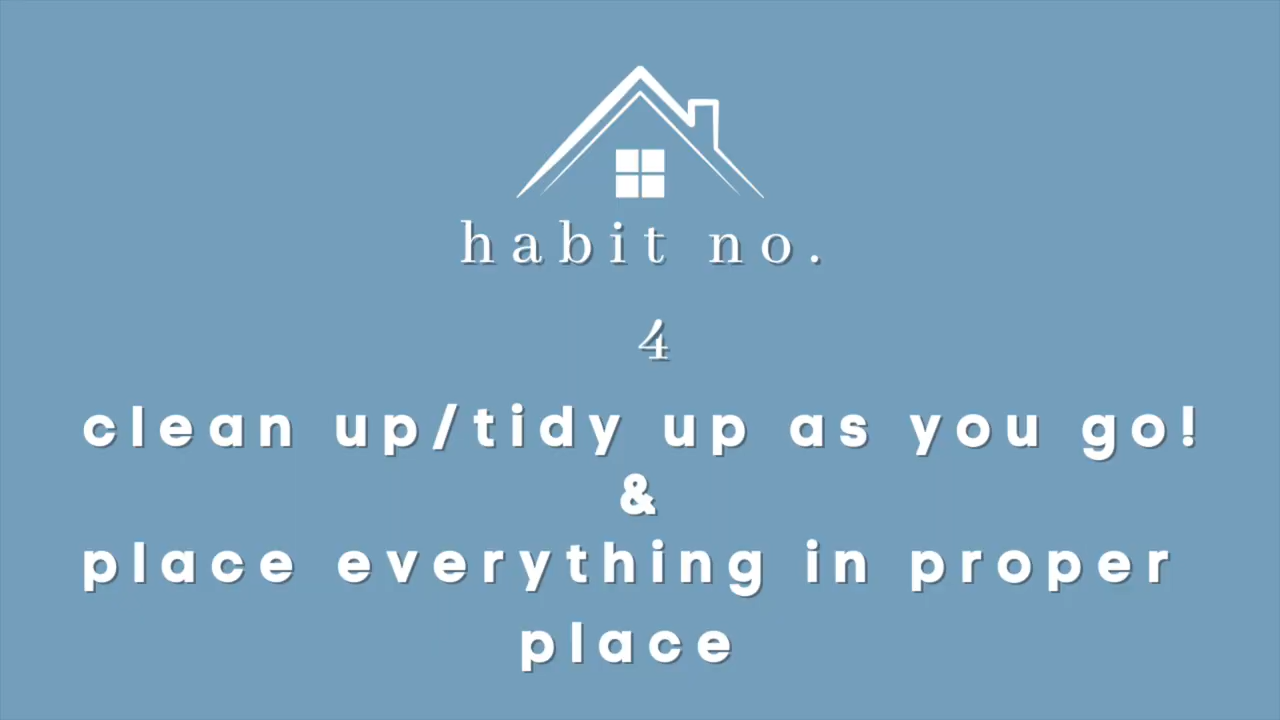 habit no.
4
clean up/tidy up as you go!
&
place everything in proper
place